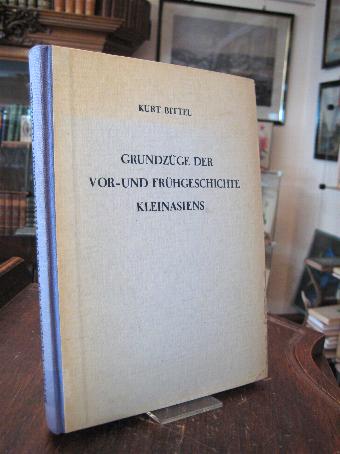 KURT BITTEL
GRUNDZÜGE DER
VOR-UND FRÜHGESCHICHTE
KLEINASIENS